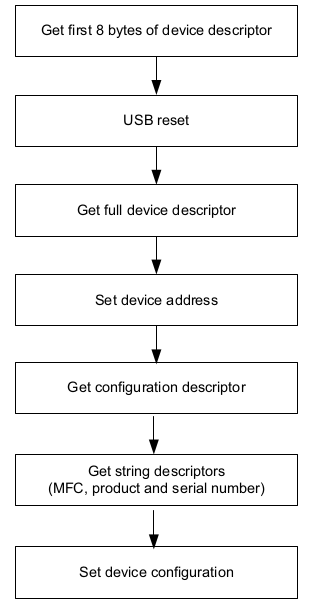 Get first 8 bytes of device descriptor
USB reset
Get full device descriptor
Set device address
Get configuration descriptor
Get string descriptors
(MFC, product and serial number)
Set device configuration